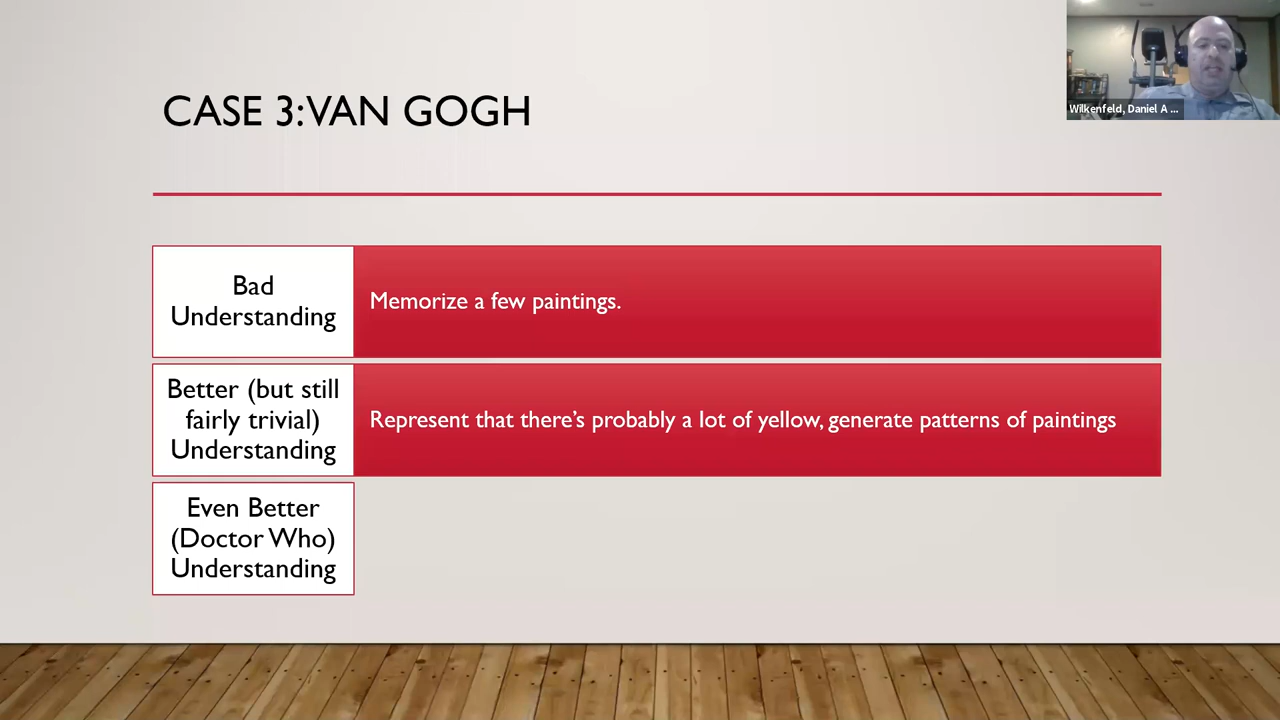 CASE 3: VAN GOGH
Wilkenfeld, Daniel A ...
Bad
Understanding
Memorize a few paintings.
Better (but still
fairly trivial)
Understanding
Represent that there's probably a lot of yellow, generate patterns of paintings
Even Better
(Doctor Who)
Understanding